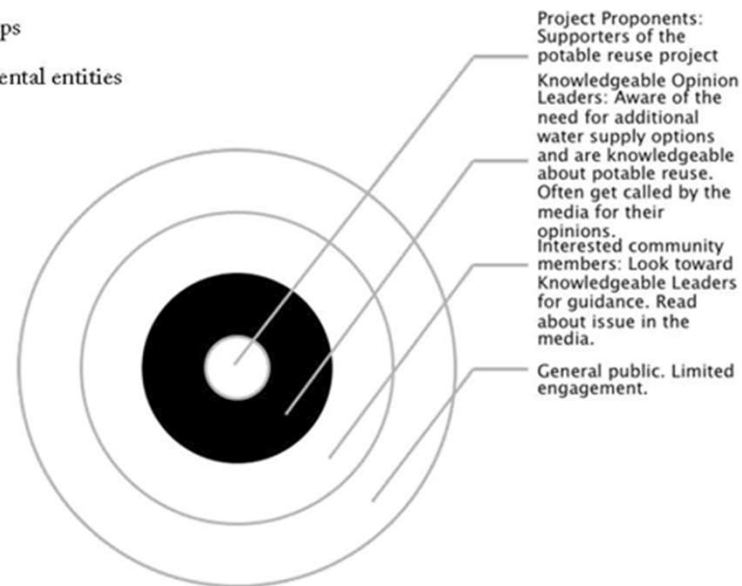 ps
ental entities
Project Proponents:
Supporters of the
potable reuse project
Knowledgeable Opinion
Leaders: Aware of the
need for additional
water supply options
and are knowledgeable
about potable reuse.
Often get called by the
media for their
opinions.
Interested community
members: Look toward
Knowledgeable Leaders
for guidance. Read
about issue in the
media.
General public. Limited
engagement.